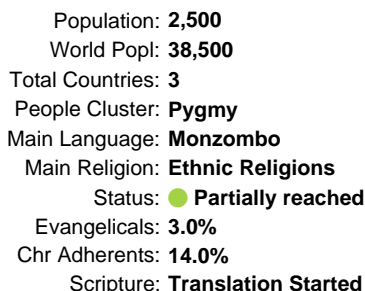 Population: 2,500
World Popl: 38,500
Total Countries: 3
People Cluster: Pygmy
Main Language: Monzombo
Main Religion: Ethnic Religions
Status: Partially reached
Evangelicals: 3.0%
Chr Adherents: 14.0%
Scripture: Translation Started